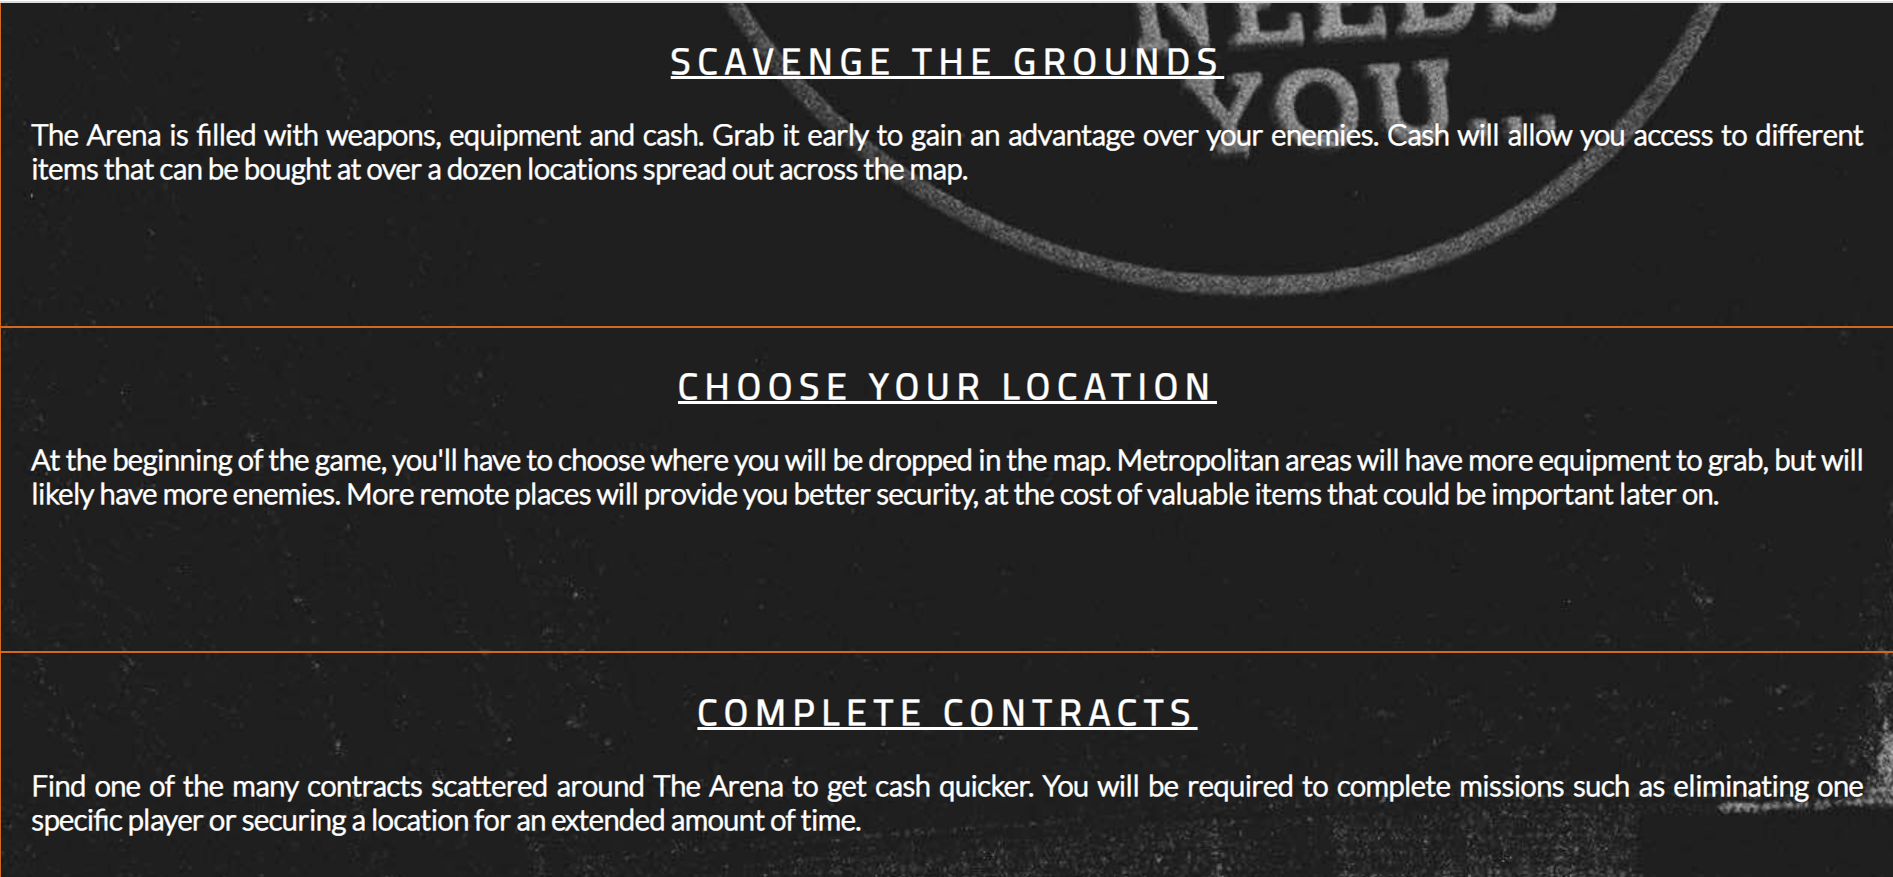 NEEDS
YOU...
SCAVENGE THE GROUNDS
The Arena is filled with weapons, equipment and cash. Grab it early to gain an advantage over your enemies. Cash will allow you access to different
items that can be bought at over a dozen locations spread out across the map.
CHOOSE YOUR LOCATION
At the beginning of the game, you'll have to choose where you will be dropped in the map. Metropolitan areas will have more equipment to grab, but will
likely have more enemies. More remote places will provide you better security, at the cost of valuable items that could be important later on.
COMPLETE CONTRACTS
Find one of the many contracts scattered around The Arena to get cash quicker. You will be required to complete missions such as eliminating one
specific player or securing a location for an extended amount of time.